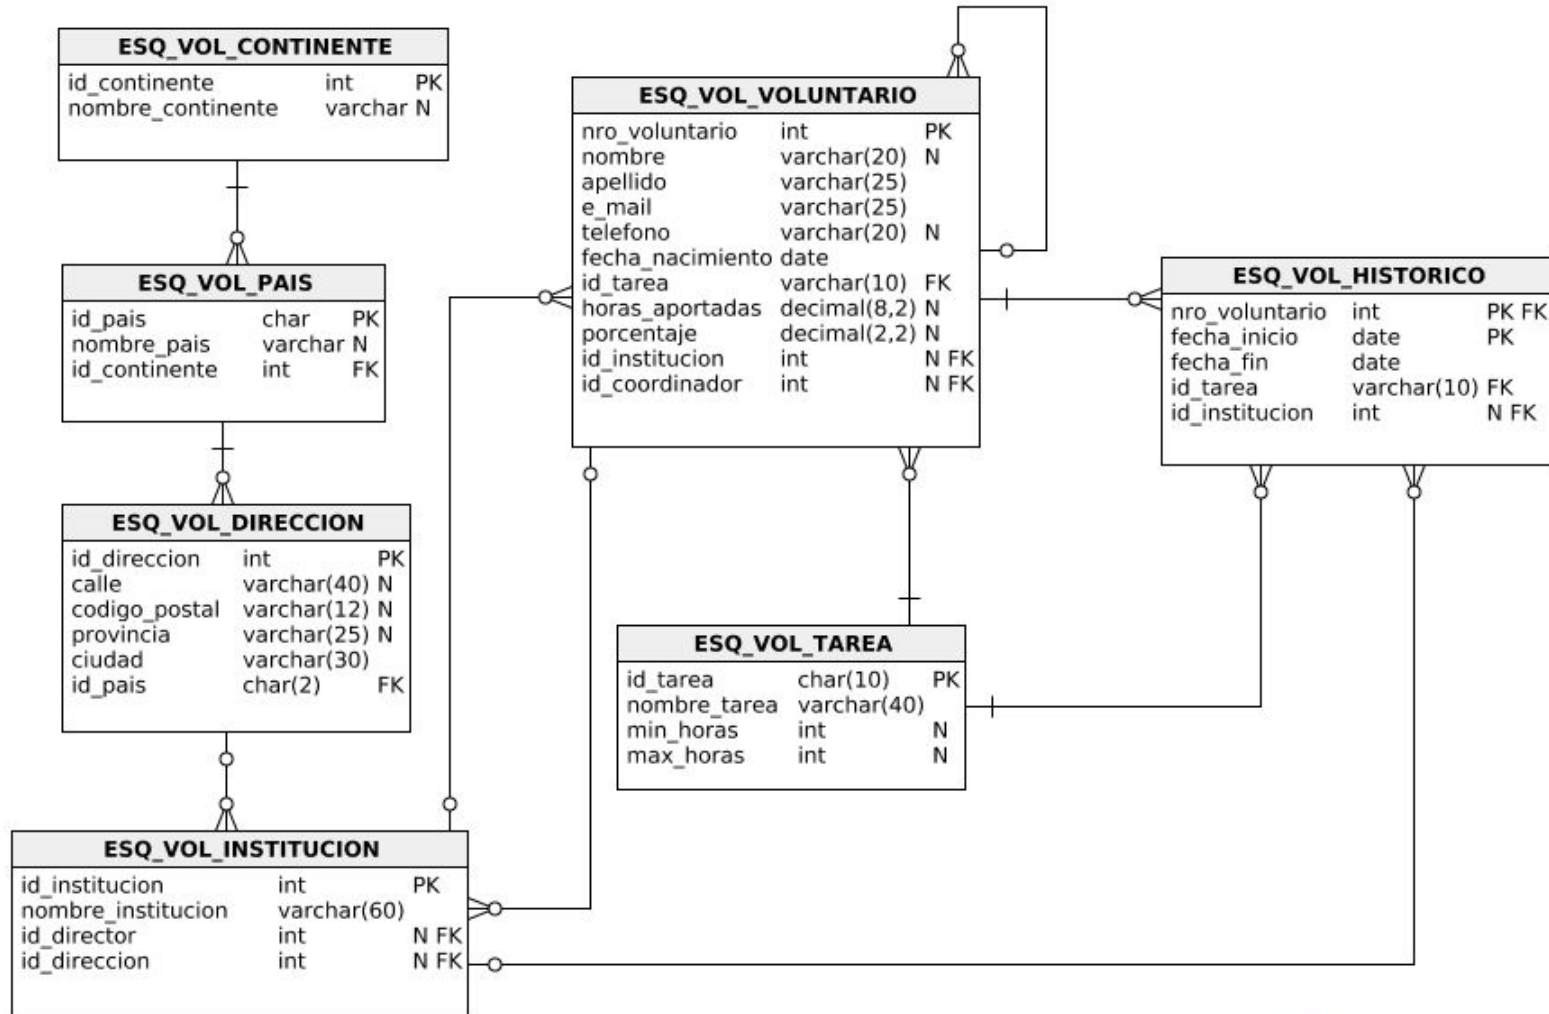 ESQ_VOL_CONTINENTE
id_continente int PK
nombre_continente varchar N
ESQ_VOL_PAIS
id_pais char PK
nombre_pais varchar N
id_continente int FK
ESQ_VOL_DIRECCION
id_direccion int PK
calle varchar(40) N
codigo_postal varchar(12) N
provincia varchar(25) N
ciudad varchar(30)
id_pais char(2) FK
ESQ_VOL_INSTITUCION
id_institucion int PK
nombre_institucion varchar(60)
id_director int N FK
id_direccion int N FK
ESQ_VOL_VOLUNTARIO
nro_voluntario int PK
nombre varchar(20) N
apellido varchar(25)
e_mail varchar(25)
telefono varchar(20) N
fecha_nacimiento date
id_tarea varchar(10) FK
horas_aportadas decimal(8,2) N
porcentaje decimal(2,2) N
id_institucion int N FK
id_coordinador int N FK
ESQ_VOL_TAREA
id_tarea char(10) PK
nombre_tarea varchar(40)
min_horas int N
max_horas int N
ESQ_VOL_HISTORICO
nro_voluntario int PK FK
fecha_inicio date PK
fecha_fin date
id_tarea varchar(10) FK
id_institucion int N FK